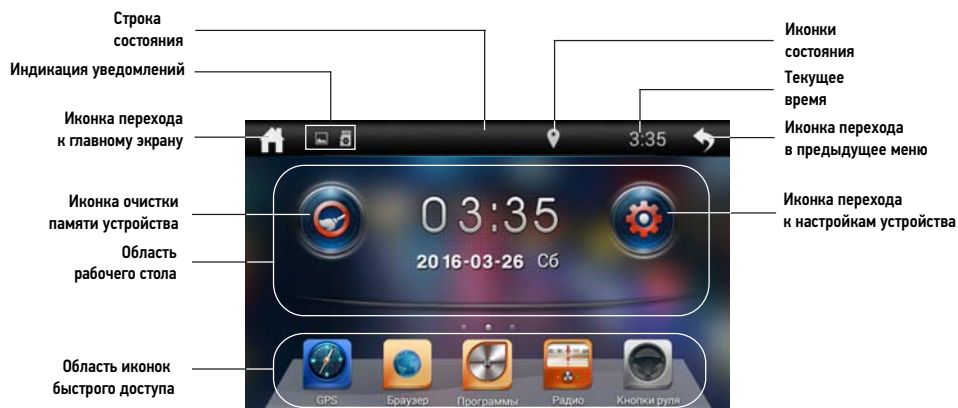 Строка
состояния
Индикация уведомлений
Иконка перехода
к главному экрану
Иконка очистки
памяти устройства
Область
рабочего стола
Область иконок
быстрого доступа
Иконки
состояния
Текущее
время
Иконка перехода
в предыдущее меню
Иконка перехода
к настройкам устройства
3:35
03:35
2016-03-26 Сб
GPS
Браузер
Программы
Радио
Кнопки руля